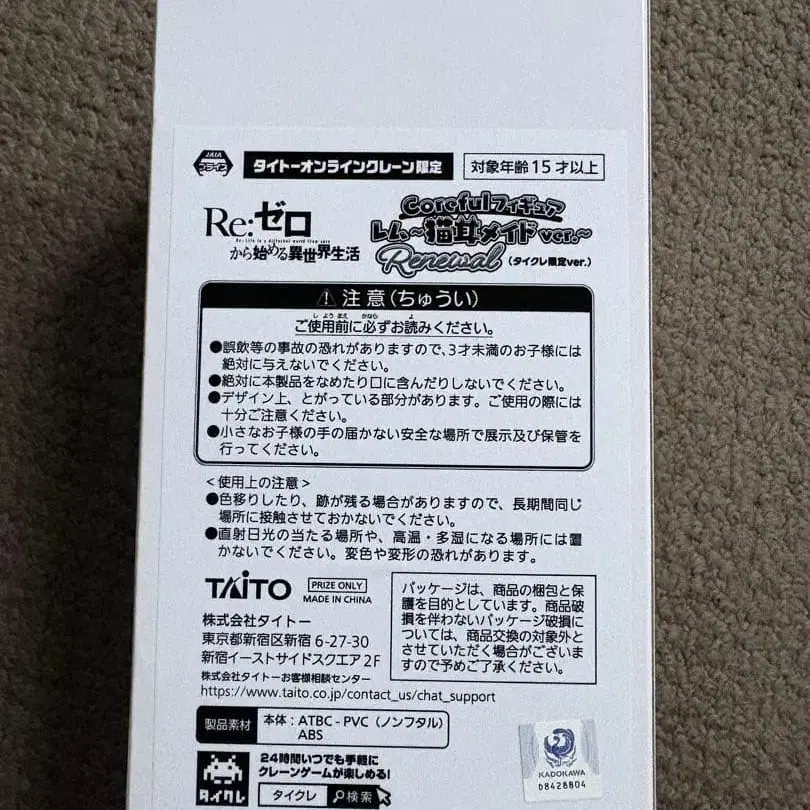 JAIA
プライズ
タイトーオンラインクレーン限定
対象年齢15才以上
Re:ゼロ
Re: Life in a different world from zero
から始める異世界生活
Corefulフィギュア
レム~猫耳メイドver.~
Renewal (タイクレ限定ver.)
⚠注意(ちゅうい)
しようまえ かなら よ
ご使用前に必ずお読みください。
●誤飲等の事故の恐れがありますので、3才未満のお子様には
絶対に与えないでください。
●絶対に本製品をなめたり口に含んだりしないでください。
●デザイン上、とがっている部分があります。ご使用の際には
十分ご注意ください。
●小さなお子様の手の届かない安全な場所で展示及び保管を
行ってください。
<使用上の注意>
●色移りしたり、跡が残る場合がありますので、長期間同じ
場所に接触させておかないでください。
●直射日光の当たる場所や、高温・多湿になる場所には置
かないでください。変色や変形の恐れがあります。
TAITO
PRIZE ONLY
MADE IN CHINA
株式会社タイトー
東京都新宿区新宿6-27-30
新宿イーストサイドスクエア2F
株式会社タイトーお客様相談センター
https://www.taito.co.jp/contact_us/chat_support
パッケージは、商品の梱包と保
護を目的としています。商品破
損を伴わないパッケージ破損に
ついては、商品交換の対象外と
させていただく場合がございま
すので予めご了承ください。
製品素材
本体:ATBC-PVC(ノンフタル)
ABS
タイクレ
24時間いつでも手軽に
クレーンゲームが楽しめる!
タイクレ 検索
KADOKAWA
D8428804